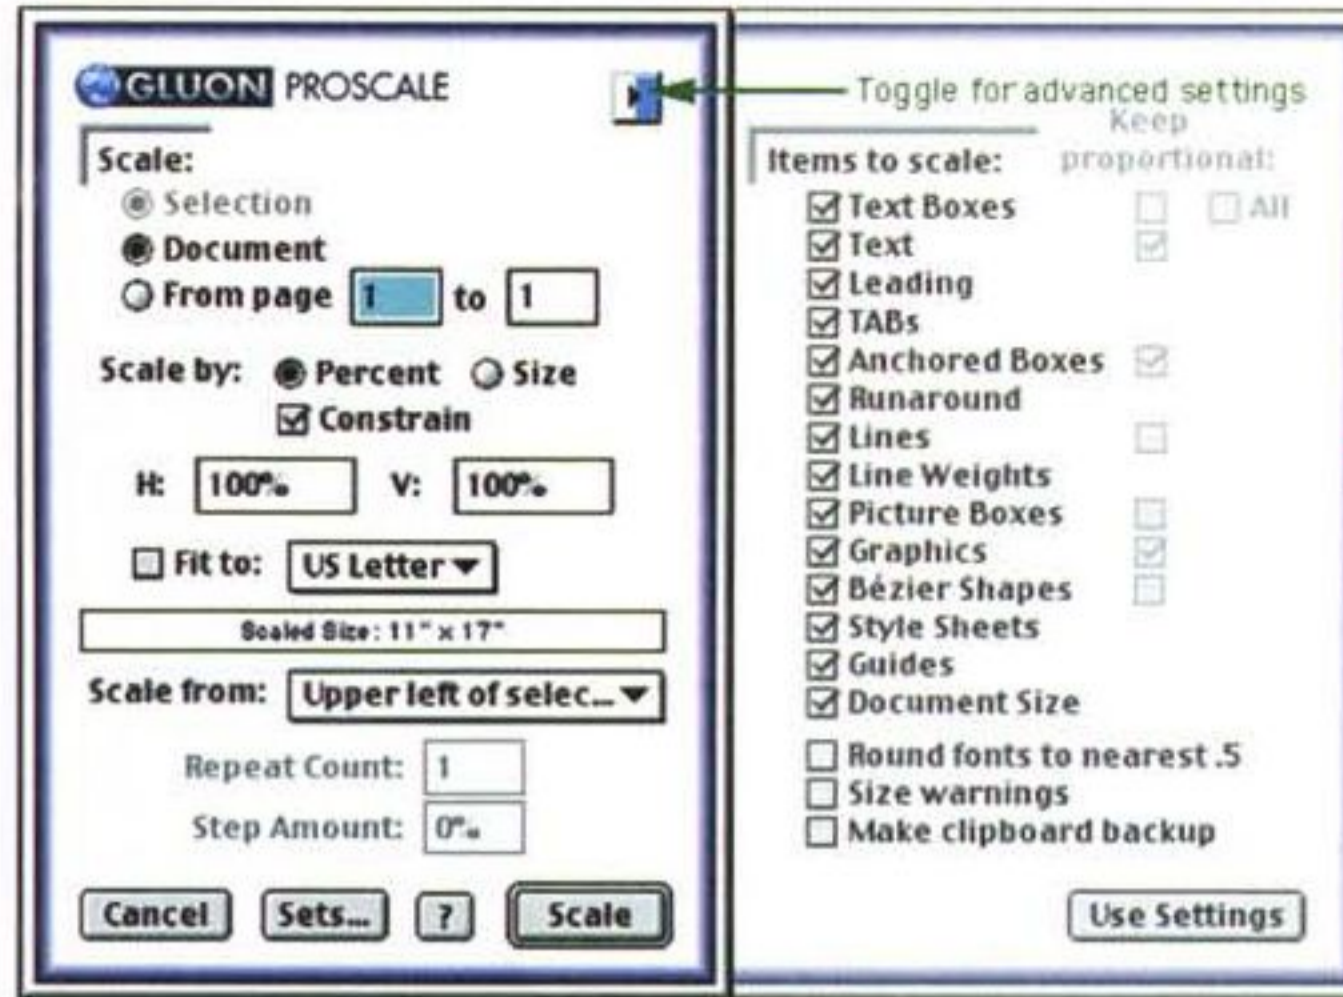 GLUON PROSCALE
Scale:
Selection
Document
From page 1 to 1
Scale by: Percent Size
Constrain
H: 100% V: 100%
Fit to: US Letter
Scaled Size: 11" x 17"
Scale from: Upper left of selec...
Repeat Count: 1
Step Amount: 0%
Cancel Sets... ? Scale
Toggle for advanced settings
Keep
Items to scale: proportional:
Text Boxes All
Text
Leading
TABs
Anchored Boxes
Runaround
Lines
Line Weights
Picture Boxes
Graphics
Bézier Shapes
Style Sheets
Guides
Document Size
Round fonts to nearest .5
Size warnings
Make clipboard backup
Use Settings